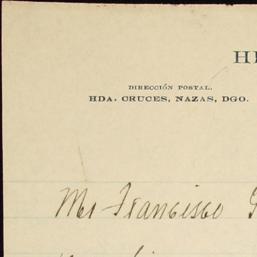 DIRECCIÓN POSTAL.
HDA. CRUCES, NAZAS, DGO.
Mr Francisco